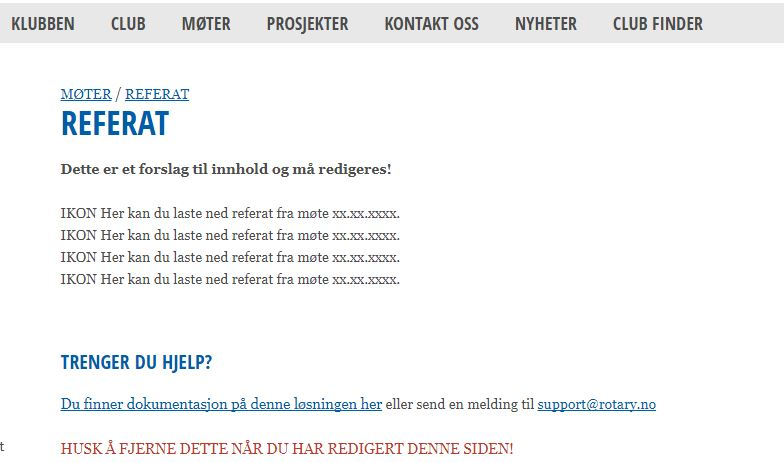 KLUBBEN CLUB MØTER PROSJEKTER KONTAKT OSS NYHETER CLUB FINDER
MØTER / REFERAT
REFERAT
Dette er et forslag til innhold og må redigeres!
IKON Her kan du laste ned referat fra møte xx.xx.xxxx.
IKON Her kan du laste ned referat fra møte xx.xx.xxxx.
IKON Her kan du laste ned referat fra møte xx.xx.xxxx.
IKON Her kan du laste ned referat fra møte xx.xx.xxxx.
TRENGER DU HJELP?
Du finner dokumentasjon på denne løsningen her eller send en melding til support@rotary.no
t
HUSK Å FJERNE DETTE NÅR DU HAR REDIGERT DENNE SIDEN!